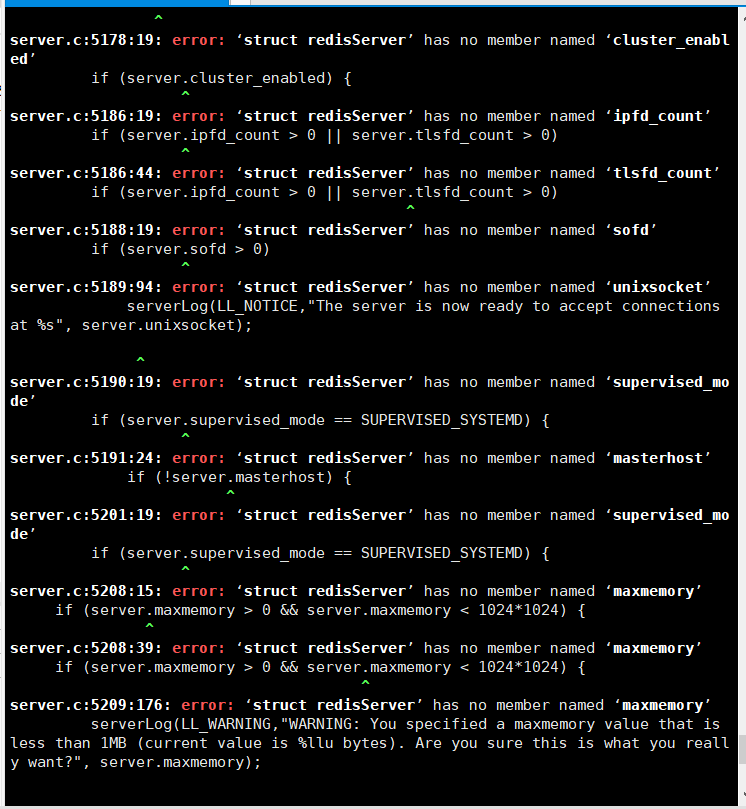 ^
server.c:5178:19: error: ‘struct redisServer’ has no member named ‘cluster_enabl
ed’
         if (server.cluster_enabled) {
                   ^
server.c:5186:19: error: ‘struct redisServer’ has no member named ‘ipfd_count’
         if (server.ipfd_count > 0 || server.tlsfd_count > 0)
                   ^
server.c:5186:44: error: ‘struct redisServer’ has no member named ‘tlsfd_count’
         if (server.ipfd_count > 0 || server.tlsfd_count > 0)
                                            ^
server.c:5188:19: error: ‘struct redisServer’ has no member named ‘sofd’
         if (server.sofd > 0)
                   ^
server.c:5189:94: error: ‘struct redisServer’ has no member named ‘unixsocket’
             serverLog(LL_NOTICE,"The server is now ready to accept connections
at %s", server.unixsocket);
              ^
server.c:5190:19: error: ‘struct redisServer’ has no member named ‘supervised_mo
de’
         if (server.supervised_mode == SUPERVISED_SYSTEMD) {
                   ^
server.c:5191:24: error: ‘struct redisServer’ has no member named ‘masterhost’
             if (!server.masterhost) {
                        ^
server.c:5201:19: error: ‘struct redisServer’ has no member named ‘supervised_mo
de’
         if (server.supervised_mode == SUPERVISED_SYSTEMD) {
                   ^
server.c:5208:15: error: ‘struct redisServer’ has no member named ‘maxmemory’
     if (server.maxmemory > 0 && server.maxmemory < 1024*1024) {
               ^
server.c:5208:39: error: ‘struct redisServer’ has no member named ‘maxmemory’
     if (server.maxmemory > 0 && server.maxmemory < 1024*1024) {
                                       ^
server.c:5209:176: error: ‘struct redisServer’ has no member named ‘maxmemory’
         serverLog(LL_WARNING,"WARNING: You specified a maxmemory value that is
less than 1MB (current value is %llu bytes). Are you sure this is what you reall
y want?", server.maxmemory);